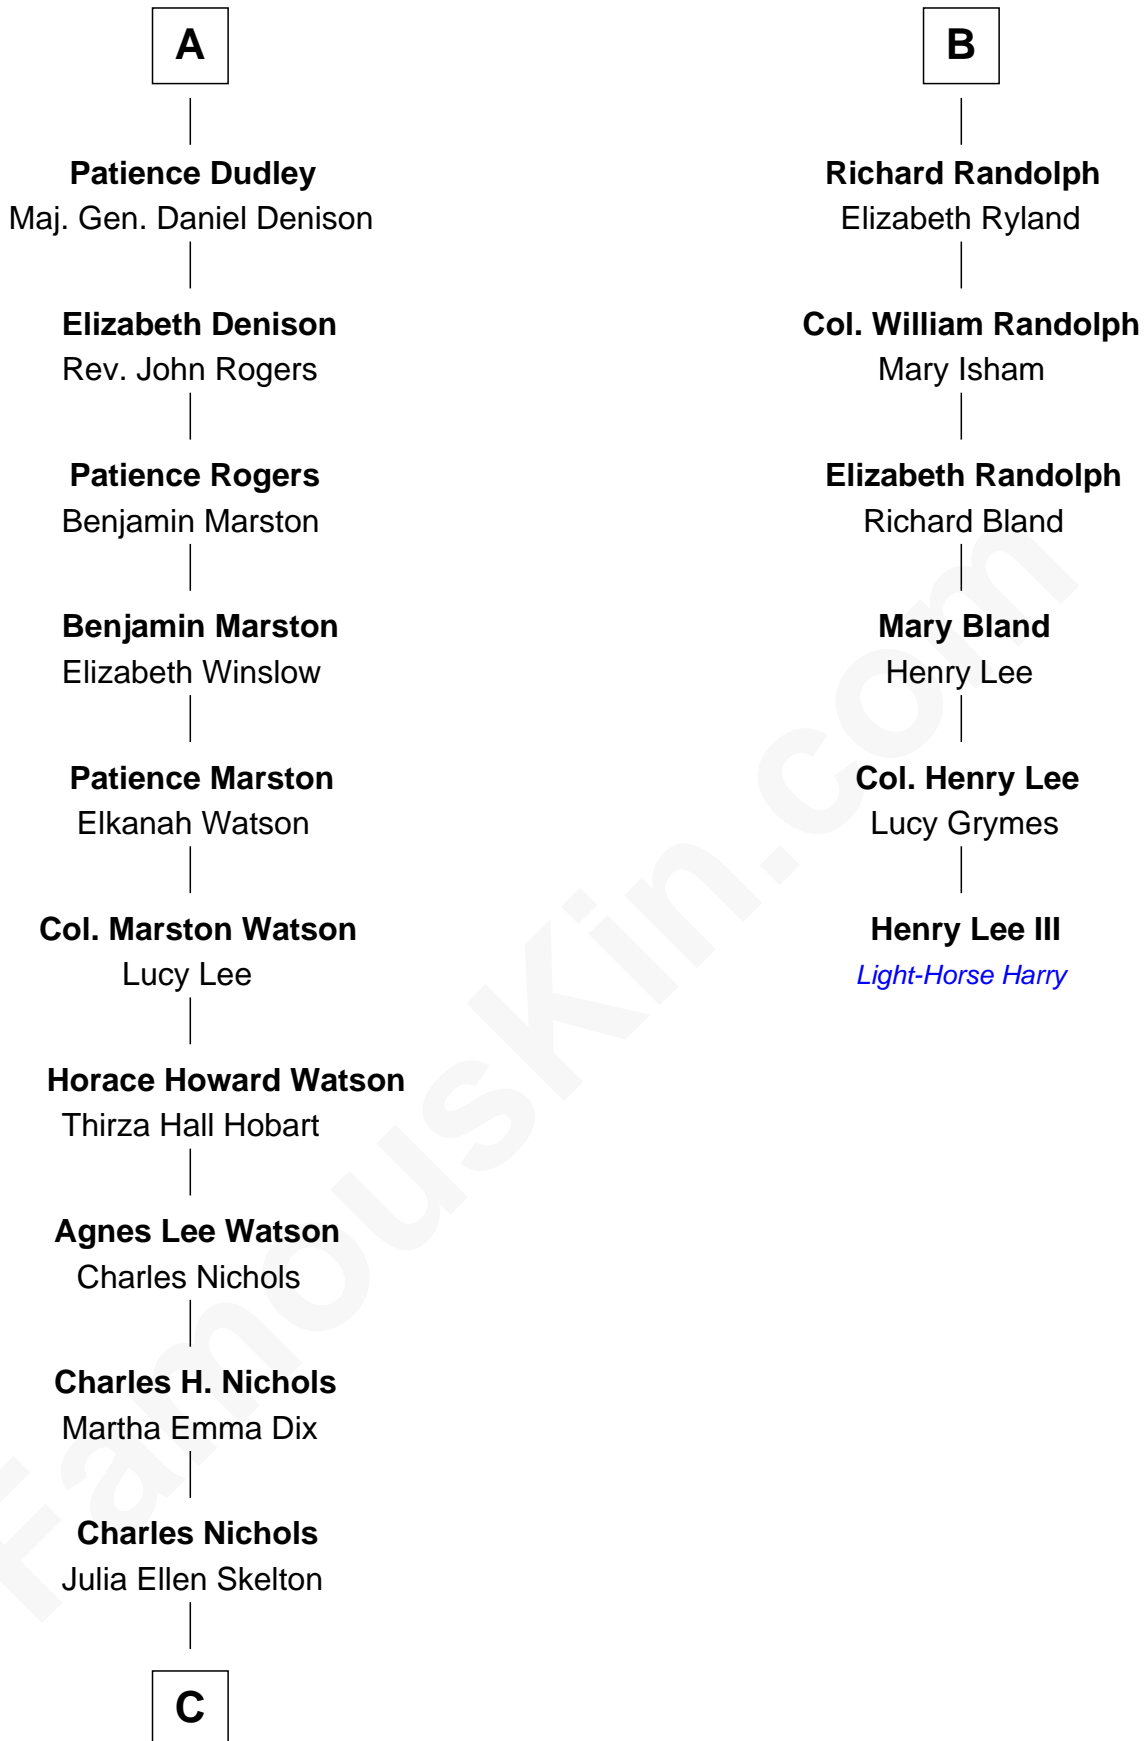 A
Patience Dudley
Maj. Gen. Daniel Denison
Elizabeth Denison
Rev. John Rogers
Patience Rogers
Benjamin Marston
Benjamin Marston
Elizabeth Winslow
Patience Marston
Elkanah Watson
Col. Marston Watson
Lucy Lee
Horace Howard Watson
Thirza Hall Hobart
Agnes Lee Watson
Charles Nichols
Charles H. Nichols
Martha Emma Dix
Charles Nichols
Julia Ellen Skelton
C
B
Richard Randolph
Elizabeth Ryland
Col. William Randolph
Mary Isham
Elizabeth Randolph
Richard Bland
Mary Bland
Henry Lee
Col. Henry Lee
Lucy Grymes
Henry Lee III
Light-Horse Harry
FamousKin.com